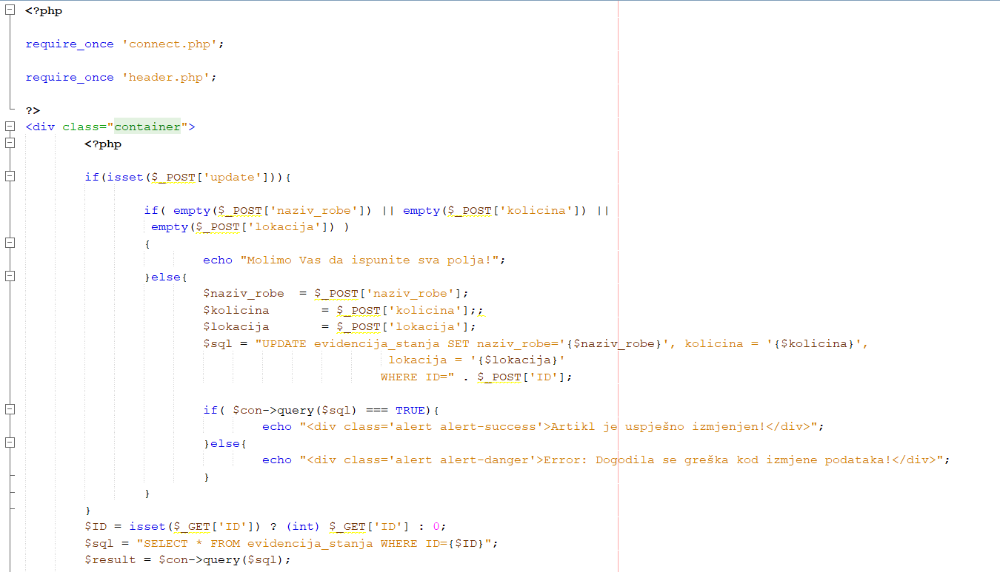 <?php
require_once 'connect.php';
require_once 'header.php';
?>
<div class="container">
<?php
if(isset($_POST['update'])){
if( empty($_POST['naziv_robe']) || empty($_POST['kolicina']) ||
empty($_POST['lokacija']) )
{
echo "Molimo Vas da ispunite sva polja!";
}else{
$naziv_robe  = $_POST['naziv_robe'];
$kolicina       = $_POST['kolicina'];;
$lokacija       = $_POST['lokacija'];
$sql = "UPDATE evidencija_stanja SET naziv_robe='{$naziv_robe}', kolicina = '{$kolicina}',
lokacija = '{$lokacija}'
WHERE ID=" . $_POST['ID'];
if( $con->query($sql) === TRUE){
echo "<div class='alert alert-success'>Artikl je uspješno izmjenjen!</div>";
}else{
echo "<div class='alert alert-danger'>Error: Dogodila se greška kod izmjene podataka!</div>";
}
}
}
$ID = isset($_GET['ID']) ? (int) $_GET['ID'] : 0;
$sql = "SELECT * FROM evidencija_stanja WHERE ID={$ID}";
$result = $con->query($sql);